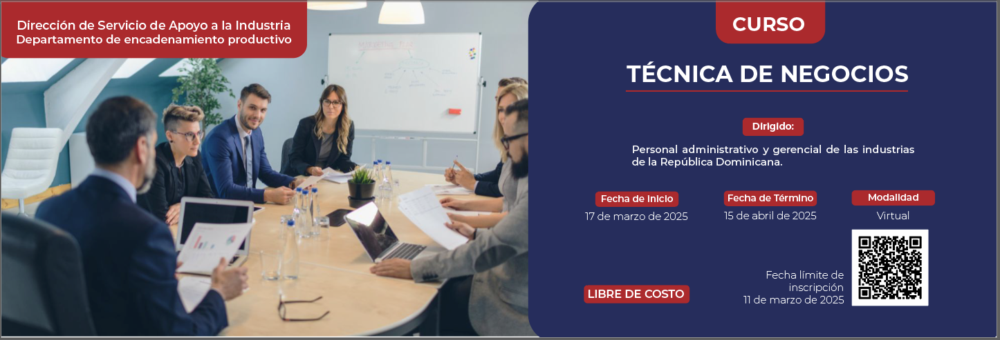 Dirección de Servicio de Apoyo a la Industria
Departamento de encadenamiento productivo
CURSO
TÉCNICA DE NEGOCIOS
Dirigido:
Personal administrativo y gerencial de las industrias
de la República Dominicana.
Fecha de inicio
17 de marzo de 2025
Fecha de Término
15 de abril de 2025
Modalidad
Virtual
LIBRE DE COSTO
Fecha límite de
inscripción
11 de marzo de 2025